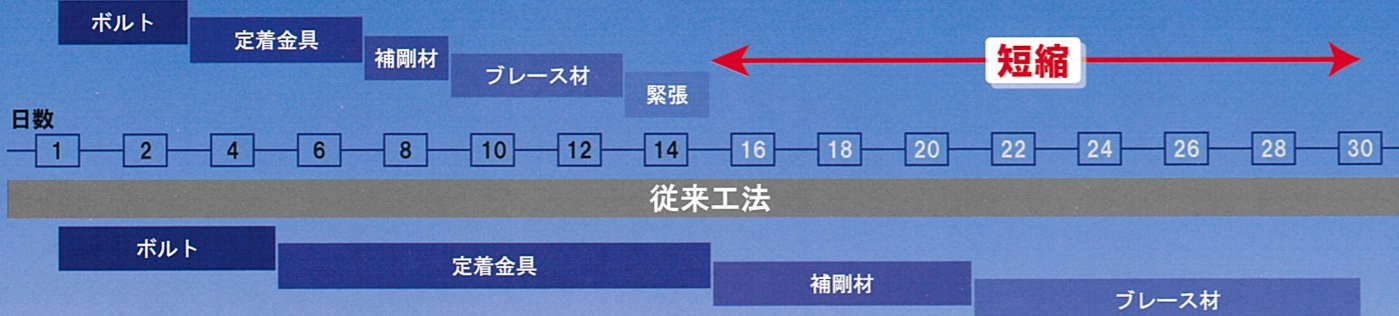 ボルト
定着金具
補剛材
ブレース材
緊張
短縮
日数
1 2 4 6 8 10 12 14 16 18 20 22 24 26 28 30
従来工法
ボルト
定着金具
補剛材
ブレース材